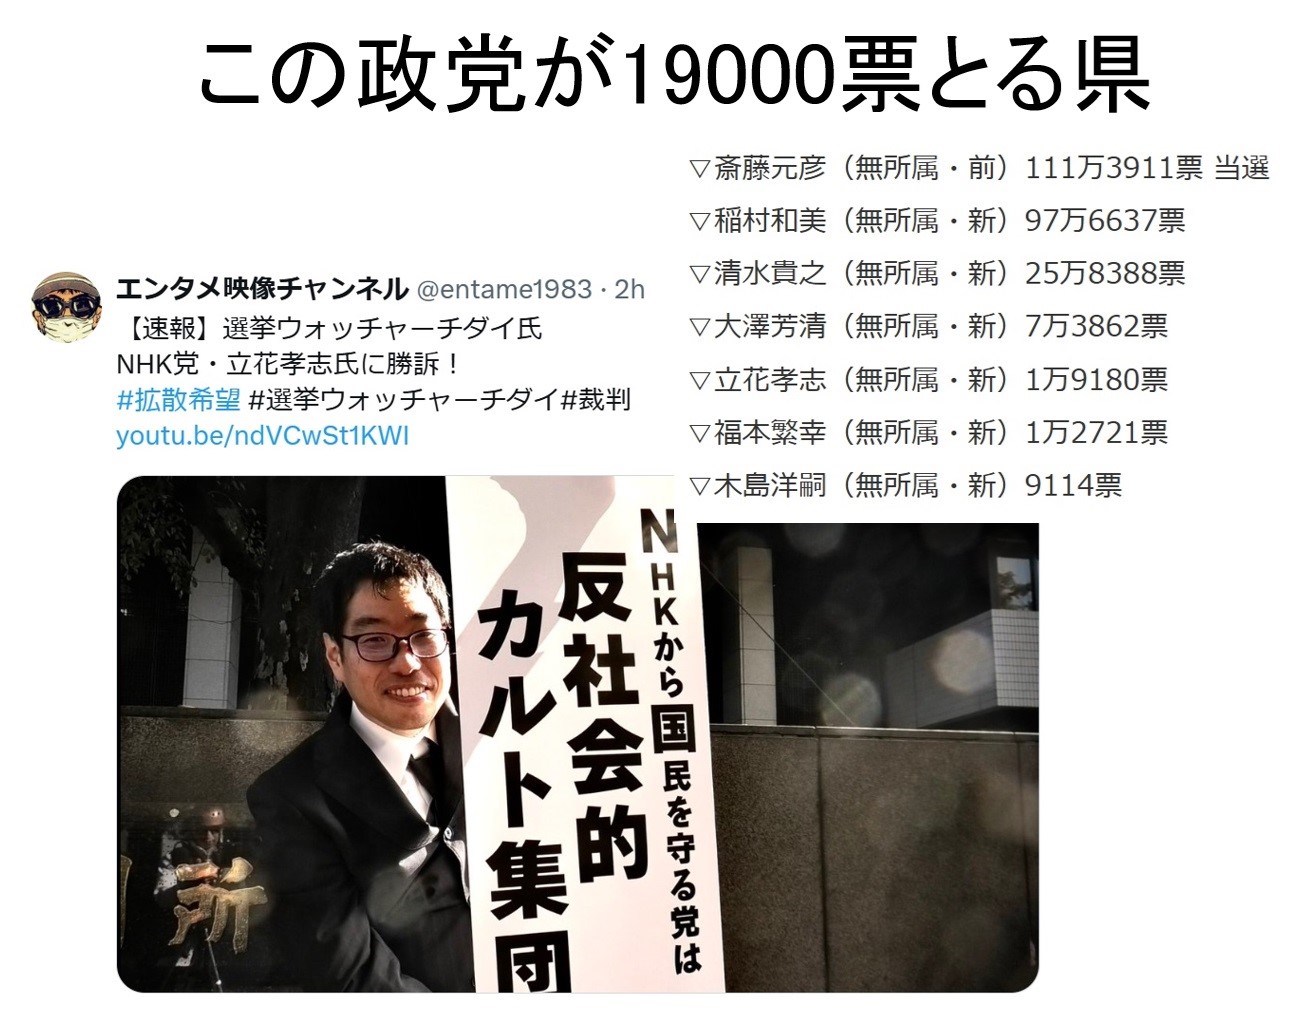 この政党が19000票とる県
▽斎藤元彦（無所属・前）111万3911票 当選
▽稲村和美（無所属・新）97万6637票
▽清水貴之（無所属・新）25万8388票
▽大澤芳清（無所属・新）7万3862票
▽立花孝志（無所属・新）1万9180票
▽福本繁幸（無所属・新）1万2721票
▽木島洋嗣（無所属・新）9114票
エンタメ映像チャンネル @entame1983 · 2h
【速報】選挙ウォッチャーチダイ氏
NHK党・立花孝志氏に勝訴！
#拡散希望 #選挙ウォッチャーチダイ#裁判
youtu.be/ndVCwSt1KWI
NHKから国民を守る党は
反社会的
カルト集団
所